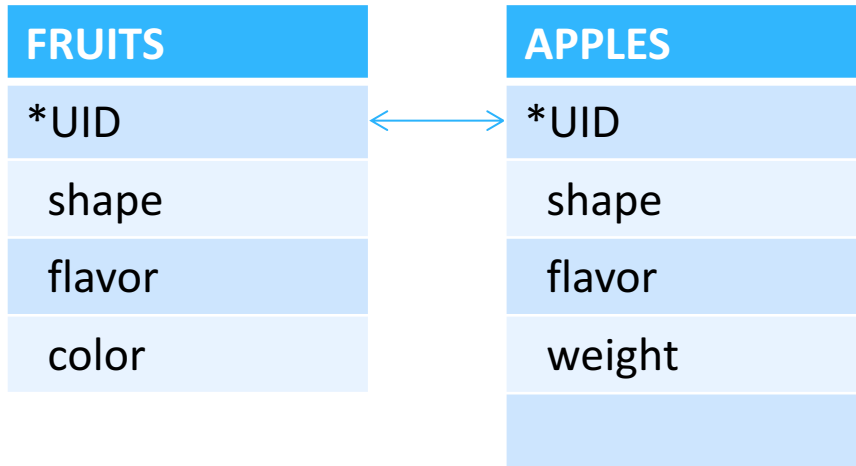 FRUITS
*UID
shape
flavor
color
APPLES
*UID
shape
flavor
weight